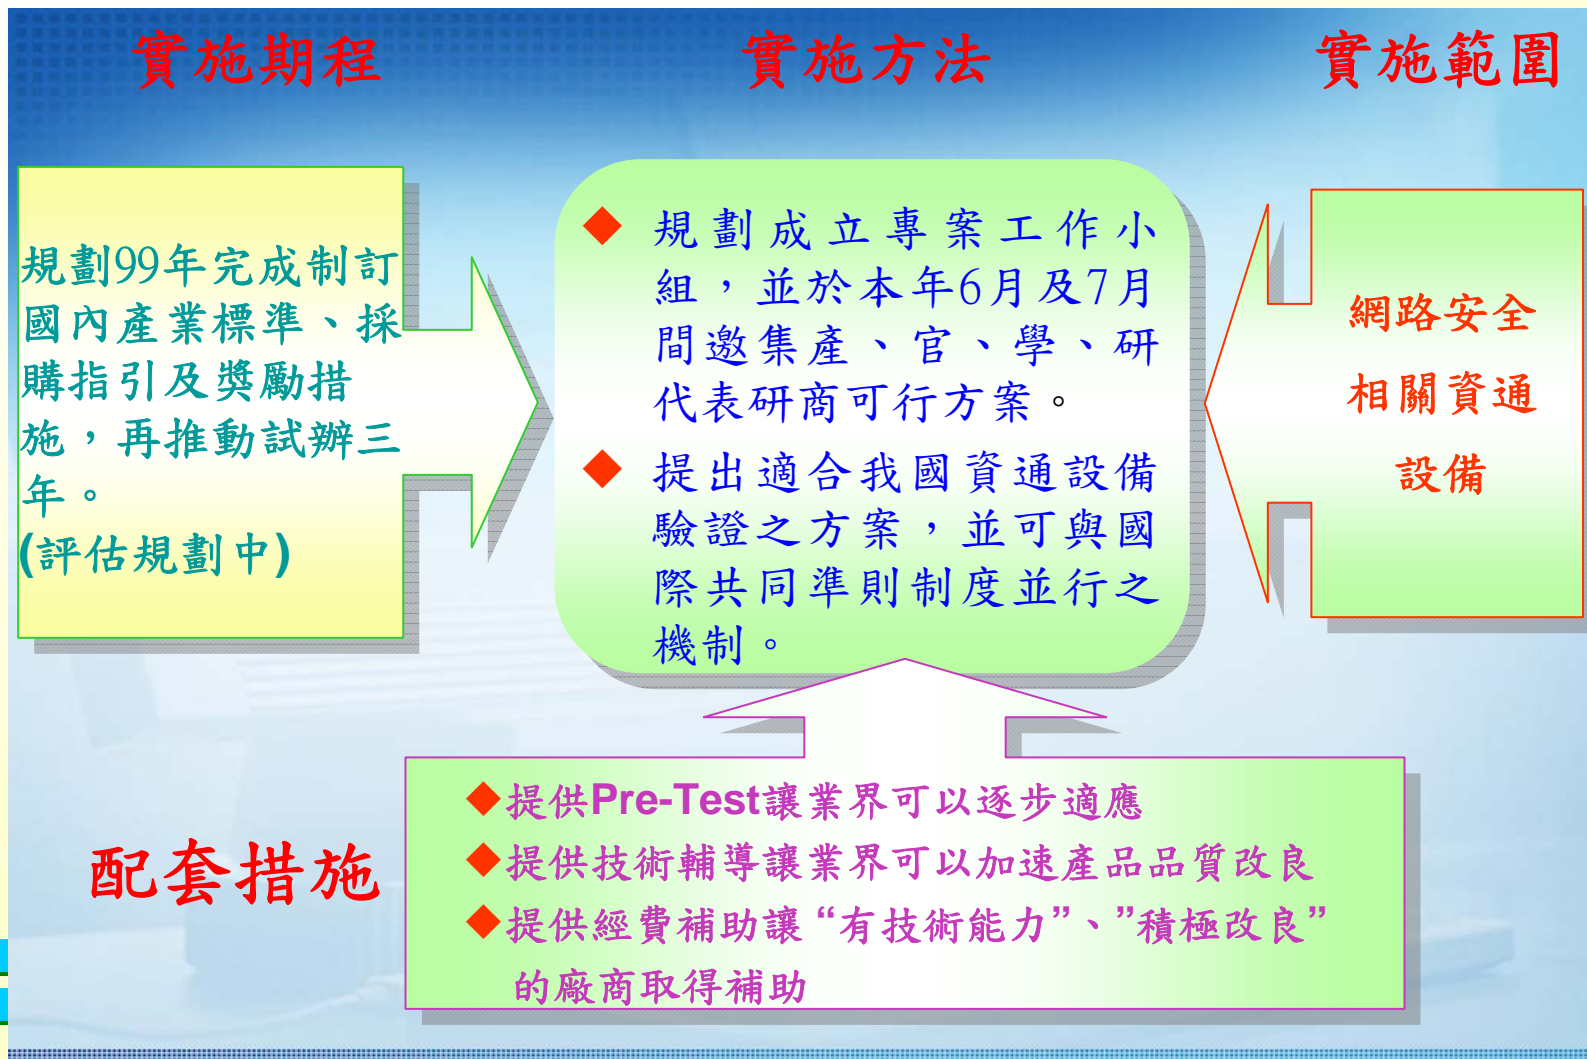 實施期程
實施方法
實施範圍
規劃99年完成制訂
國內產業標準、採
購指引及獎勵措
施，再推動試辦三
年。
(評估規劃中)
◆ 規劃成立專案工作小
組，並於本年6月及7月
間邀集產、官、學、研
代表研商可行方案。
◆ 提出適合我國資通設備
驗證之方案，並可與國
際共同準則制度並行之
機制。
網路安全
相關資通
設備
配套措施
◆提供Pre-Test讓業界可以逐步適應
◆提供技術輔導讓業界可以加速產品品質改良
◆提供經費補助讓“有技術能力”、”積極改良”
的廠商取得補助